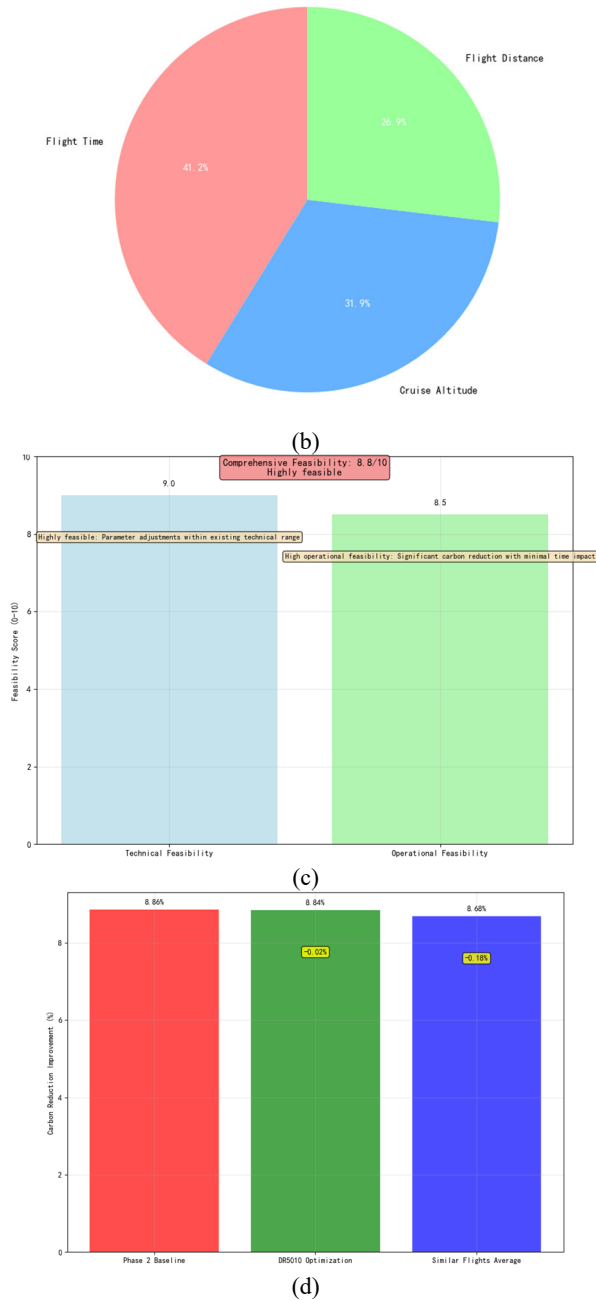 Flight Distance
26.9%
Flight Time
41.2%
31.9%
Cruise Altitude
(b)
10
Comprehensive Feasibility: 8.8/10
Highly feasible
9.0
8.5
Highly feasible: Parameter adjustments within existing technical range
8
High operational feasibility: Significant carbon reduction with minimal time impact
6
Feasibility Score (0-10)
4
2
0
Technical Feasibility
Operational Feasibility
(c)
8.86%
8.84%
8.68%
8
-0.02%
-0.18%
6
Carbon Reduction Improvement (%)
4
2
0
Phase 2 Baseline
DR5010 Optimization
Similar Flights Average
(d)